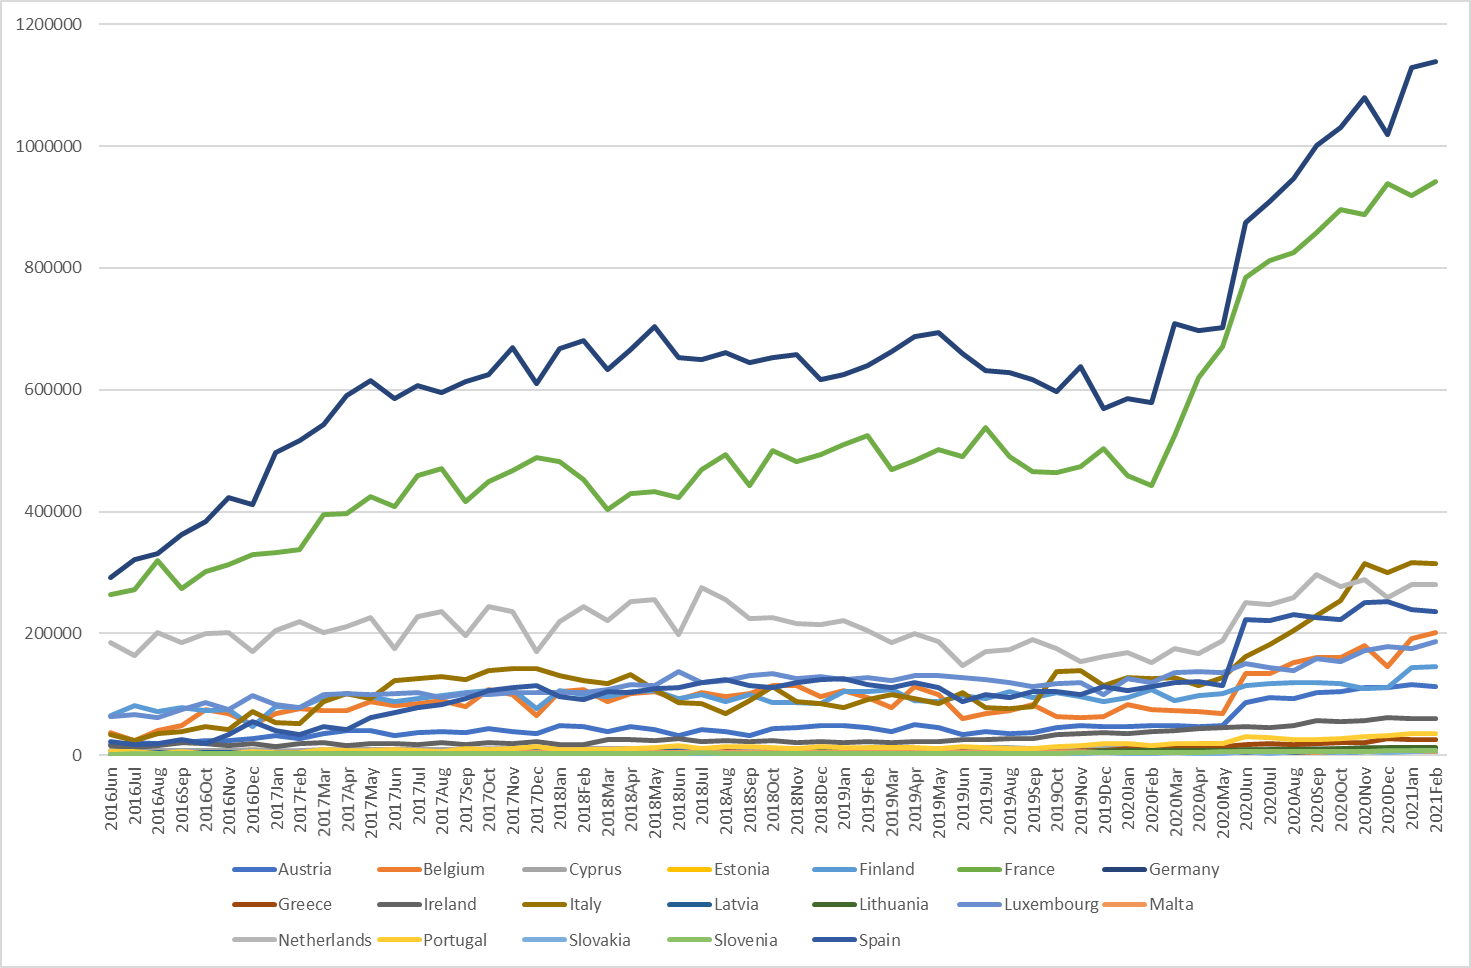 1200000
1000000
800000
600000
400000
200000
0
2016Jun
2016Jul
2016Aug
2016Sep
2016Oct
2016Nov
2016Dec
2017Jan
2017Feb
2017Mar
2017Apr
2017May
2017Jun
2017Jul
2017Aug
2017Sep
2017Oct
2017Nov
2017Dec
2018Jan
2018Feb
2018Mar
2018Apr
2018May
2018Jun
2018Jul
2018Aug
2018Sep
2018Oct
2018Nov
2018Dec
2019Jan
2019Feb
2019Mar
2019Apr
2019May
2019Jun
2019Jul
2019Aug
2019Sep
2019Oct
2019Nov
2019Dec
2020Jan
2020Feb
2020Mar
2020Apr
2020May
2020Jun
2020Jul
2020Aug
2020Sep
2020Oct
2020Nov
2020Dec
2021Jan
2021Feb
Austria Belgium Cyprus Estonia Finland France Germany
Greece Ireland Italy Latvia Lithuania Luxembourg Malta
Netherlands Portugal Slovakia Slovenia Spain